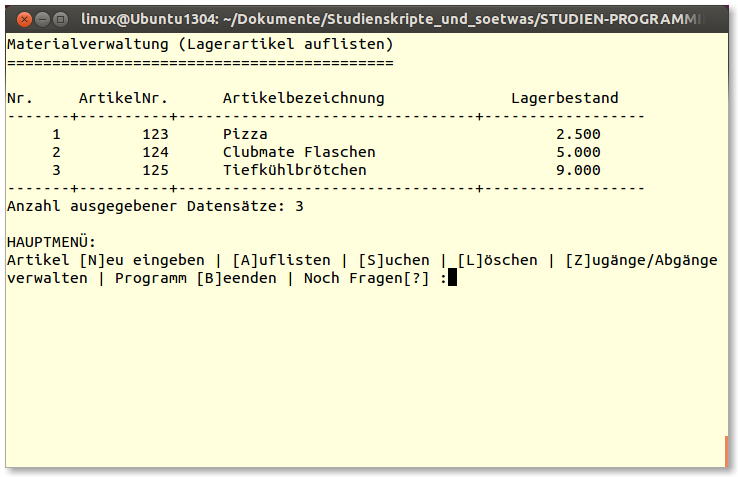 linux@Ubuntu1304: ~/Dokumente/Studienskripte_und_soetwas/STUDIEN-PROGRAMMI
Materialverwaltung (Lagerartikel auflisten)
===========================================
Nr.     ArtikelNr.      Artikelbezeichnung              Lagerbestand
-------+----------+---------------------------------+------------------
     1         123      Pizza                                2.500
     2         124      Clubmate Flaschen                    5.000
     3         125      Tiefkühlbrötchen                     9.000
-------+----------+---------------------------------+------------------
Anzahl ausgegebener Datensätze: 3
HAUPTMENÜ:
Artikel [N]eu eingeben | [A]uflisten | [S]uchen | [L]öschen | [Z]ugänge/Abgänge
verwalten | Programm [B]eenden | Noch Fragen[?] :